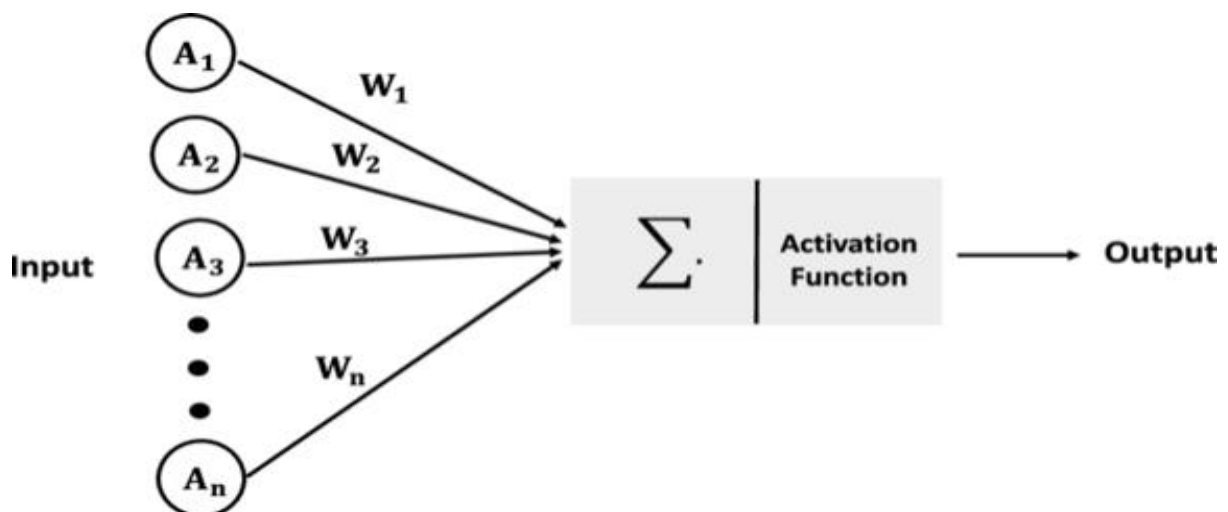 A₁
W₁
A₂
W₂
Input
A₃
W₃
∑.
Activation
Function
Output
Wₙ
Aₙ